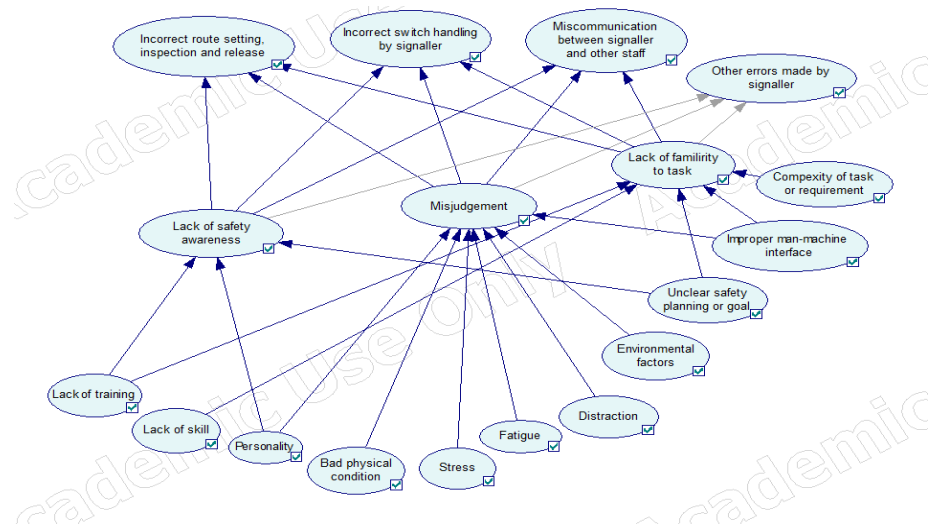 Incorrect route setting,
inspection and release
Incorrect switch handling
by signaller
Miscommunication
between signaller
and other staff
Other errors made by
signaller
Lack of familirity
to task
Compexity of task
or requirement
Misjudgement
Lack of safety
awareness
Improper man-machine
interface
Unclear safety
planning or goal
Environmental
factors
Lack of training
Lack of skill
Personality
Bad physical
condition
Stress
Fatigue
Distraction
Academic Use Only
Academic
cademic
Academic